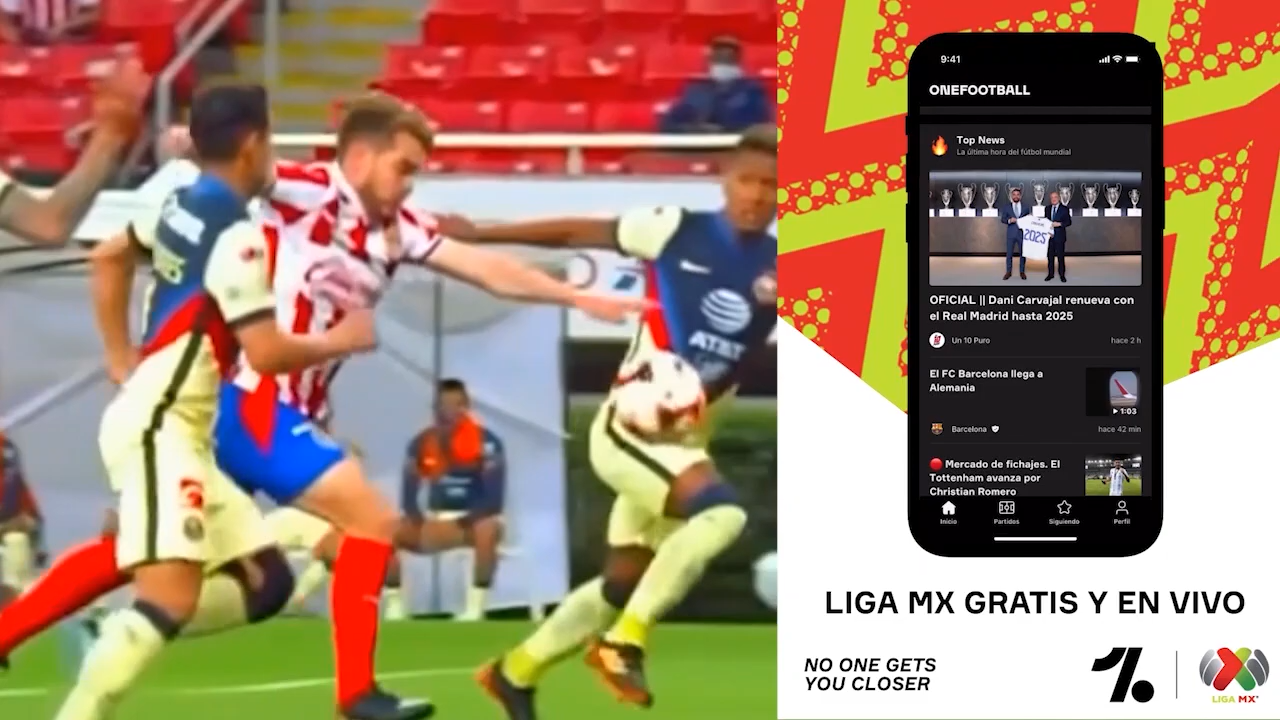 AT&T
9:41
ONEFOOTBALL
Top News
La última hora del fútbol mundial
2025
OFICIAL || Dani Carvajal renueva con
el Real Madrid hasta 2025
Un 10 Puro
hace 2 h
El FC Barcelona llega a
Alemania
1:03
Barcelona
hace 42 min
Mercado de fichajes. El
Tottenham avanza por
Christian Romero
Inicio
Partidos
Siguiendo
Perfil
LIGA MX GRATIS Y EN VIVO
NO ONE GETS
YOU CLOSER
LIGA MX